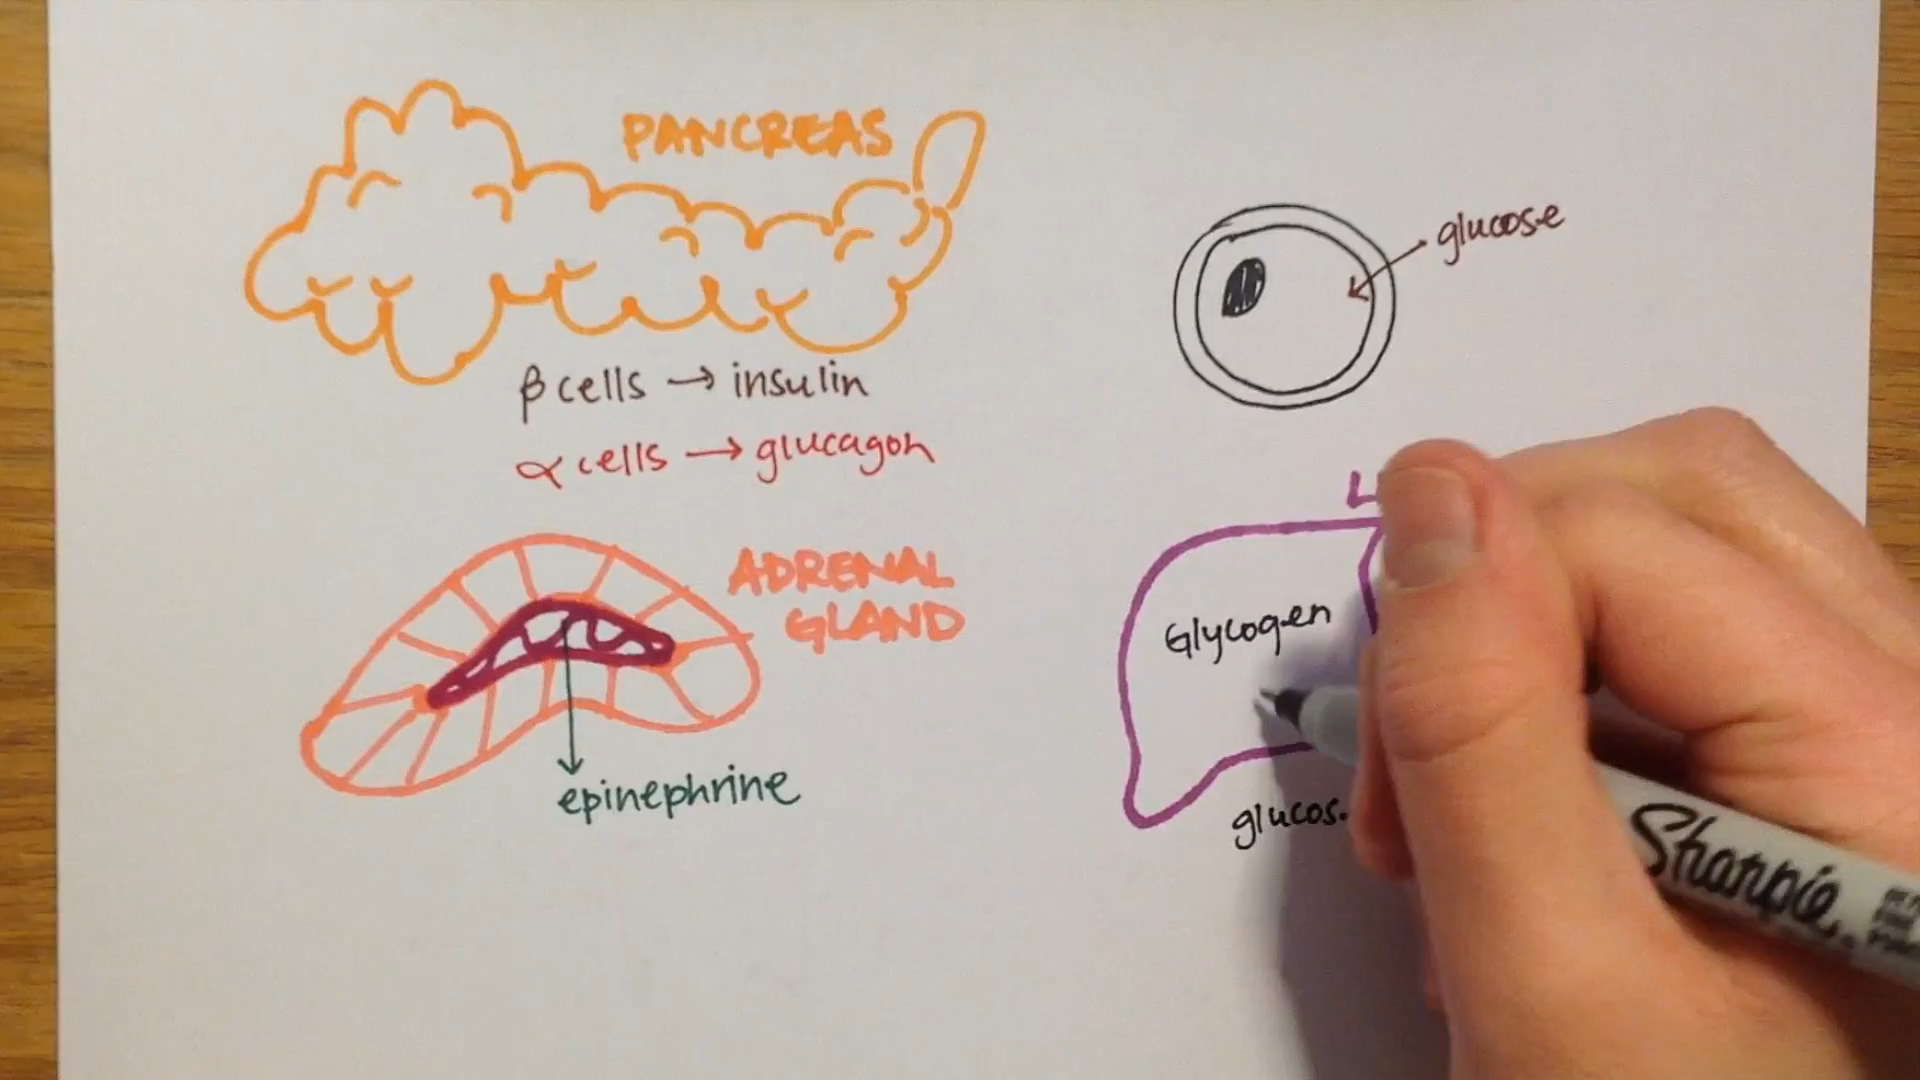 PANCREAS
β cells → insulin
α cells → glucagon
ADRENAL
GLAND
epinephrine
glucose
L
Glycogen
glucos
Sharpie